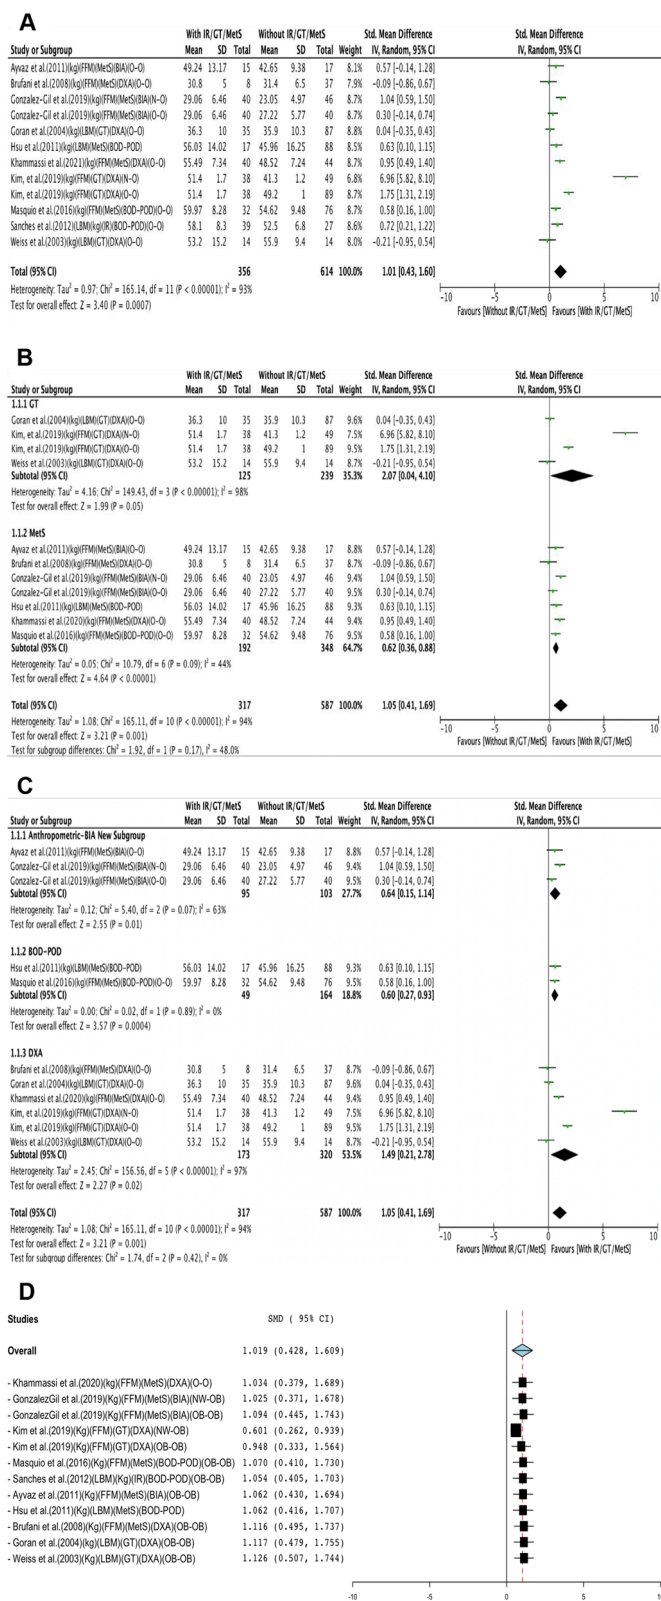 A
With IR/GT/MetS Without IR/GT/MetS Std. Mean Difference Std. Mean Difference
Study or Subgroup Mean SD Total Mean SD Total Weight IV, Random, 95% CI IV, Random, 95% CI
Ayvaz et al.(2011)(kg)(FFM)(MetS)(BIA)(O-O) 49.24 13.17 15 42.65 9.38 17 8.1% 0.57 [-0.14, 1.28]
Brufani et al.(2008)(kg)(FFM)(MetS)(DXA)(O-O) 30.8 5 8 31.4 6.5 37 8.0% -0.09 [-0.86, 0.67]
Gonzalez-Gil et al.(2019)(kg)(FFM)(MetS)(BIA)(N-O) 29.06 6.46 40 23.05 4.97 46 8.6% 1.04 [0.59, 1.50]
Gonzalez-Gil et al.(2019)(kg)(FFM)(MetS)(BIA)(O-O) 29.06 6.46 40 27.22 5.77 40 8.6% 0.30 [-0.14, 0.74]
Goran et al.(2004)(kg)(LBM)(GT)(DXA)(O-O) 36.3 10 35 35.9 10.3 87 8.7% 0.04 [-0.35, 0.43]
Hsu et al.(2011)(kg)(LBM)(MetS)(BOD-POD) 56.03 14.02 17 45.96 16.25 88 8.5% 0.63 [0.10, 1.15]
Khammassi et al.(2021)(kg)(FFM)(MetS)(DXA)(O-O) 55.49 7.34 40 48.52 7.24 44 8.6% 0.95 [0.49, 1.40]
Kim, et al.(2019)(kg)(FFM)(GT)(DXA)(N-O) 51.4 1.7 38 41.3 1.2 49 7.0% 6.96 [5.82, 8.10]
Kim, et al.(2019)(kg)(FFM)(GT)(DXA)(O-O) 51.4 1.7 38 49.2 1 89 8.6% 1.75 [1.31, 2.19]
Masquio et al.(2016)(kg)(FFM)(MetS)(BOD-POD)(O-O) 59.97 8.28 32 54.62 9.48 76 8.6% 0.58 [0.16, 1.00]
Sanches et al.(2012)(LBM)(kg)(IR)(BOD-POD)(O-O) 58.1 8.3 39 52.5 6.8 27 8.5% 0.72 [0.21, 1.22]
Weiss et al.(2003)(kg)(LBM)(GT)(DXA)(O-O) 53.2 15.2 14 55.9 9.4 14 8.1% -0.21 [-0.95, 0.54]
Total (95% CI) 356 614 100.0% 1.01 [0.43, 1.60]
Heterogeneity: Tau² = 0.97; Chi² = 165.14, df = 11 (P < 0.00001); I² = 93%
Test for overall effect: Z = 3.40 (P = 0.0007)
-10 -5 0 5 10
Favours [Without IR/GT/MetS] Favours [With IR/GT/MetS]
B
With IR/GT/MetS Without IR/GT/MetS Std. Mean Difference Std. Mean Difference
Study or Subgroup Mean SD Total Mean SD Total Weight IV, Random, 95% CI IV, Random, 95% CI
1.1.1 GT
Goran et al.(2004)(kg)(LBM)(GT)(DXA)(O-O) 36.3 10 35 35.9 10.3 87 9.6% 0.04 [-0.35, 0.43]
Kim, et al.(2019)(kg)(FFM)(GT)(DXA)(N-O) 51.4 1.7 38 41.3 1.2 49 7.5% 6.96 [5.82, 8.10]
Kim, et al.(2019)(kg)(FFM)(GT)(DXA)(O-O) 51.4 1.7 38 49.2 1 89 9.4% 1.75 [1.31, 2.19]
Weiss et al.(2003)(kg)(LBM)(GT)(DXA)(O-O) 53.2 15.2 14 55.9 9.4 14 8.7% -0.21 [-0.95, 0.54]
Subtotal (95% CI) 125 239 35.3% 2.07 [0.04, 4.10]
Heterogeneity: Tau² = 4.16; Chi² = 149.43, df = 3 (P < 0.00001); I² = 98%
Test for overall effect: Z = 1.99 (P = 0.05)
1.1.2 MetS
Ayvaz et al.(2011)(kg)(FFM)(MetS)(BIA)(O-O) 49.24 13.17 15 42.65 9.38 17 8.8% 0.57 [-0.14, 1.28]
Brufani et al.(2008)(kg)(FFM)(MetS)(DXA)(O-O) 30.8 5 8 31.4 6.5 37 8.6% -0.09 [-0.86, 0.67]
Gonzalez-Gil et al.(2019)(kg)(FFM)(MetS)(BIA)(N-O) 29.06 6.46 40 23.05 4.97 46 9.4% 1.04 [0.59, 1.50]
Gonzalez-Gil et al.(2019)(kg)(FFM)(MetS)(BIA)(O-O) 29.06 6.46 40 27.22 5.77 40 9.4% 0.30 [-0.14, 0.74]
Hsu et al.(2011)(kg)(LBM)(MetS)(BOD-POD) 56.03 14.02 17 45.96 16.25 88 9.3% 0.63 [0.10, 1.15]
Khammassi et al.(2020)(kg)(FFM)(MetS)(DXA)(O-O) 55.49 7.34 40 48.52 7.24 44 9.4% 0.95 [0.49, 1.40]
Masquio et al.(2016)(kg)(FFM)(MetS)(BOD-POD)(O-O) 59.97 8.28 32 54.62 9.48 76 9.5% 0.58 [0.16, 1.00]
Subtotal (95% CI) 192 348 64.7% 0.62 [0.36, 0.88]
Heterogeneity: Tau² = 0.05; Chi² = 10.79, df = 6 (P = 0.09); I² = 44%
Test for overall effect: Z = 4.64 (P < 0.00001)
Total (95% CI) 317 587 100.0% 1.05 [0.41, 1.69]
Heterogeneity: Tau² = 1.08; Chi² = 165.11, df = 10 (P < 0.00001); I² = 94%
Test for overall effect: Z = 3.21 (P = 0.001)
Test for subgroup differences: Chi² = 1.92, df = 1 (P = 0.17), I² = 48.0%
-10 -5 0 5 10
Favours [Without IR/GT/MetS] Favours [With IR/GT/MetS]
C
With IR/GT/MetS Without IR/GT/MetS Std. Mean Difference Std. Mean Difference
Study or Subgroup Mean SD Total Mean SD Total Weight IV, Random, 95% CI IV, Random, 95% CI
1.1.1 Anthropometric-BIA New Subgroup
Ayvaz et al.(2011)(kg)(FFM)(MetS)(BIA)(O-O) 49.24 13.17 15 42.65 9.38 17 8.8% 0.57 [-0.14, 1.28]
Gonzalez-Gil et al.(2019)(kg)(FFM)(MetS)(BIA)(N-O) 29.06 6.46 40 23.05 4.97 46 9.4% 1.04 [0.59, 1.50]
Gonzalez-Gil et al.(2019)(kg)(FFM)(MetS)(BIA)(O-O) 29.06 6.46 40 27.22 5.77 40 9.4% 0.30 [-0.14, 0.74]
Subtotal (95% CI) 95 103 27.7% 0.64 [0.15, 1.14]
Heterogeneity: Tau² = 0.12; Chi² = 5.40, df = 2 (P = 0.07); I² = 63%
Test for overall effect: Z = 2.55 (P = 0.01)
1.1.2 BOD-POD
Hsu et al.(2011)(kg)(LBM)(MetS)(BOD-POD) 56.03 14.02 17 45.96 16.25 88 9.3% 0.63 [0.10, 1.15]
Masquio et al.(2016)(kg)(FFM)(MetS)(BOD-POD)(O-O) 59.97 8.28 32 54.62 9.48 76 9.5% 0.58 [0.16, 1.00]
Subtotal (95% CI) 49 164 18.8% 0.60 [0.27, 0.93]
Heterogeneity: Tau² = 0.00; Chi² = 0.02, df = 1 (P = 0.89); I² = 0%
Test for overall effect: Z = 3.57 (P = 0.0004)
1.1.3 DXA
Brufani et al.(2008)(kg)(FFM)(MetS)(DXA)(O-O) 30.8 5 8 31.4 6.5 37 8.6% -0.09 [-0.86, 0.67]
Goran et al.(2004)(kg)(LBM)(GT)(DXA)(O-O) 36.3 10 35 35.9 10.3 87 9.6% 0.04 [-0.35, 0.43]
Khammassi et al.(2020)(kg)(FFM)(MetS)(DXA)(O-O) 55.49 7.34 40 48.52 7.24 44 9.4% 0.95 [0.49, 1.40]
Kim, et al.(2019)(kg)(FFM)(GT)(DXA)(N-O) 51.4 1.7 38 41.3 1.2 49 7.5% 6.96 [5.82, 8.10]
Kim, et al.(2019)(kg)(FFM)(GT)(DXA)(O-O) 51.4 1.7 38 49.2 1 89 9.4% 1.75 [1.31, 2.19]
Weiss et al.(2003)(kg)(LBM)(GT)(DXA)(O-O) 53.2 15.2 14 55.9 9.4 14 8.7% -0.21 [-0.95, 0.54]
Subtotal (95% CI) 173 320 53.5% 1.49 [0.21, 2.78]
Heterogeneity: Tau² = 2.45; Chi² = 156.56, df = 5 (P < 0.00001); I² = 97%
Test for overall effect: Z = 2.27 (P = 0.02)
Total (95% CI) 317 587 100.0% 1.05 [0.41, 1.69]
Heterogeneity: Tau² = 1.08; Chi² = 165.11, df = 10 (P < 0.00001); I² = 94%
Test for overall effect: Z = 3.21 (P = 0.001)
Test for subgroup differences: Chi² = 1.74, df = 2 (P = 0.42), I² = 0%
-10 -5 0 5 10
Favours [Without IR/GT/MetS] Favours [With IR/GT/MetS]
D
Studies SMD ( 95% CI)
Overall 1.019 (0.428, 1.609)
- Khammassi et al.(2020)(kg)(FFM)(MetS)(DXA)(O-O) 1.034 (0.379, 1.689)
- GonzalezGil et al.(2019)(Kg)(FFM)(MetS)(BIA)(NW-OB) 1.025 (0.371, 1.678)
- GonzalezGil et al.(2019)(Kg)(FFM)(MetS)(BIA)(OB-OB) 1.094 (0.445, 1.743)
- Kim et al.(2019)(Kg)(FFM)(GT)(DXA)(NW-OB) 0.601 (0.262, 0.939)
- Kim et al.(2019)(Kg)(FFM)(GT)(DXA)(OB-OB) 0.948 (0.333, 1.564)
- Masquio et al.(2016)(Kg)(FFM)(MetS)(BOD-POD)(OB-OB) 1.070 (0.410, 1.730)
- Sanches et al.(2012)(LBM)(Kg)(IR)(BOD-POD)(OB-OB) 1.054 (0.405, 1.703)
- Ayvaz et al.(2011)(Kg)(FFM)(MetS)(BIA)(OB-OB) 1.062 (0.430, 1.694)
- Hsu et al.(2011)(Kg)(LBM)(MetS)(BOD-POD) 1.062 (0.416, 1.707)
- Brufani et al.(2008)(Kg)(FFM)(MetS)(DXA)(OB-OB) 1.116 (0.495, 1.737)
- Goran et al.(2004)(kg)(LBM)(GT)(DXA)(OB-OB) 1.117 (0.479, 1.755)
- Weiss et al.(2003)(Kg)(LBM)(GT)(DXA)(OB-OB) 1.126 (0.507, 1.744)
-10 -5 0 5 10